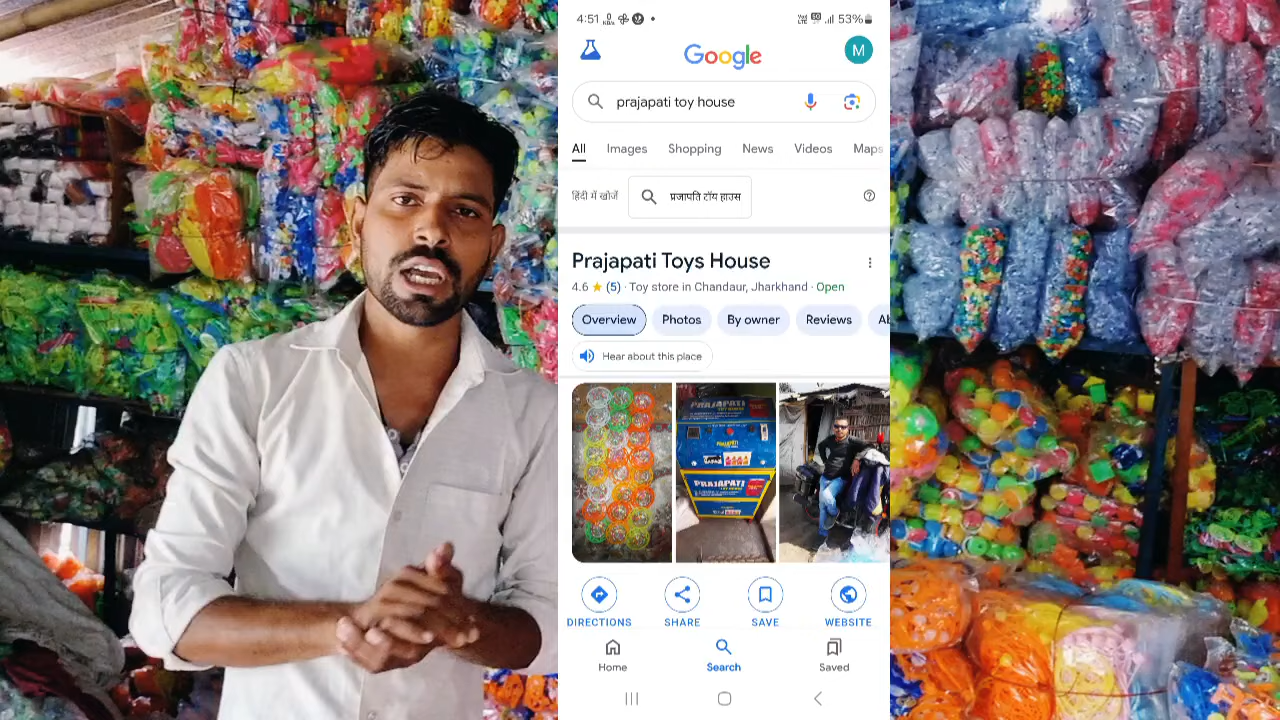 4:51 53%
Google
M
prajapati toy house
All Images Shopping News Videos Maps
हिंदी में खोजें प्रजापति टॉय हाउस
Prajapati Toys House
4.6 (5) · Toy store in Chandaur, Jharkhand · Open
Overview Photos By owner Reviews Ab
Hear about this place
PRAJAPATI
PRAJAPATI
DIRECTIONS SHARE SAVE WEBSITE
Home Search Saved